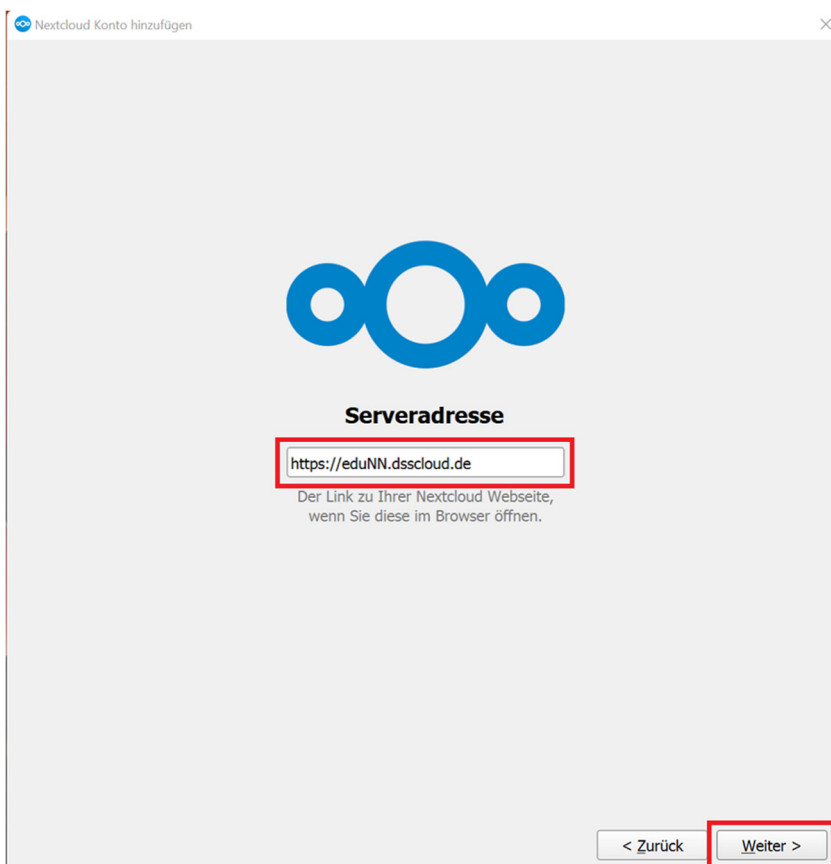 Nextcloud Konto hinzufügen
Serveradresse
https://eduNN.dsscloud.de
Der Link zu Ihrer Nextcloud Webseite,
wenn Sie diese im Browser öffnen.
< Zurück
Weiter >